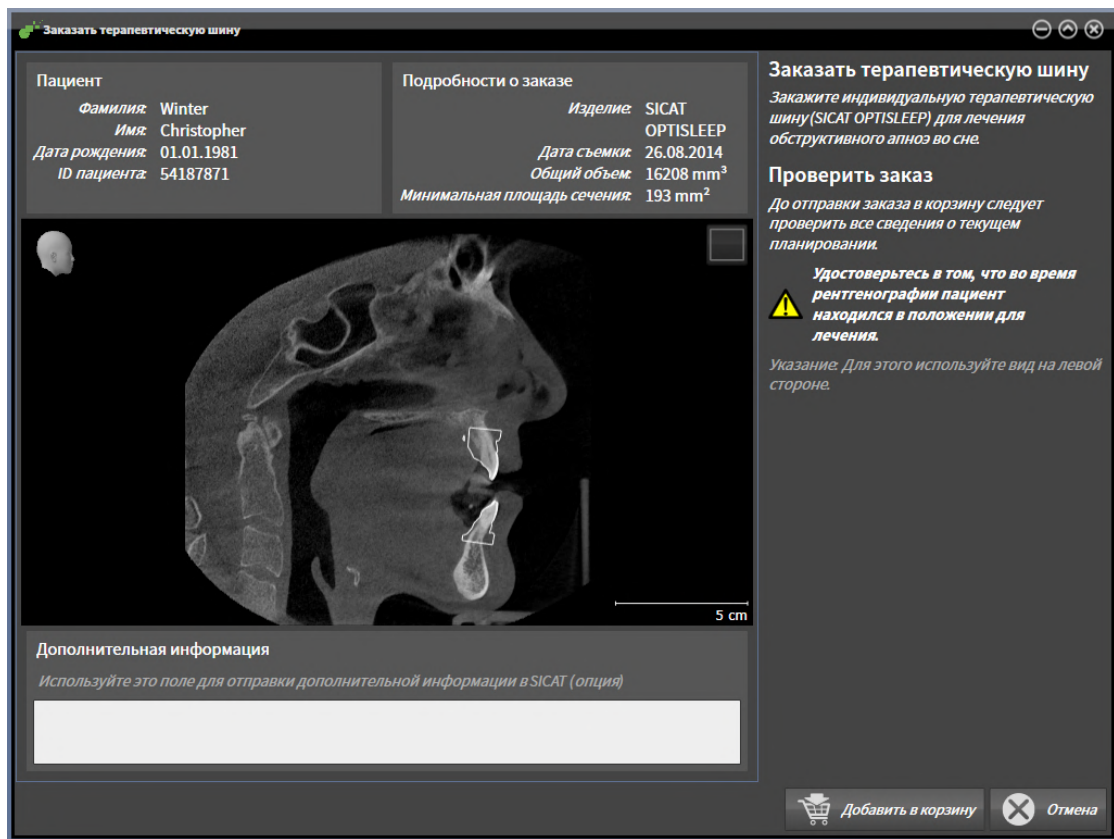 Заказать терапевтическую шину
Пациент
Фамилия: Winter
Имя: Christopher
Дата рождения: 01.01.1981
ID пациента: 54187871
Подробности о заказе
Изделие: SICAT
OPTISLEEP
Дата съемки: 26.08.2014
Общий объем: 16208 mm³
Минимальная площадь сечения: 193 mm²
5 cm
Дополнительная информация
Используйте это поле для отправки дополнительной информации в SICAT (опция)
Заказать терапевтическую шину
Закажите индивидуальную терапевтическую
шину (SICAT OPTISLEEP) для лечения
обструктивного апноэ во сне.
Проверить заказ
До отправки заказа в корзину следует
проверить все сведения о текущем
планировании.
Удостоверьтесь в том, что во время
рентгенографии пациент
находился в положении для
лечения.
Указание: Для этого используйте вид на левой
стороне.
Добавить в корзину
Отмена